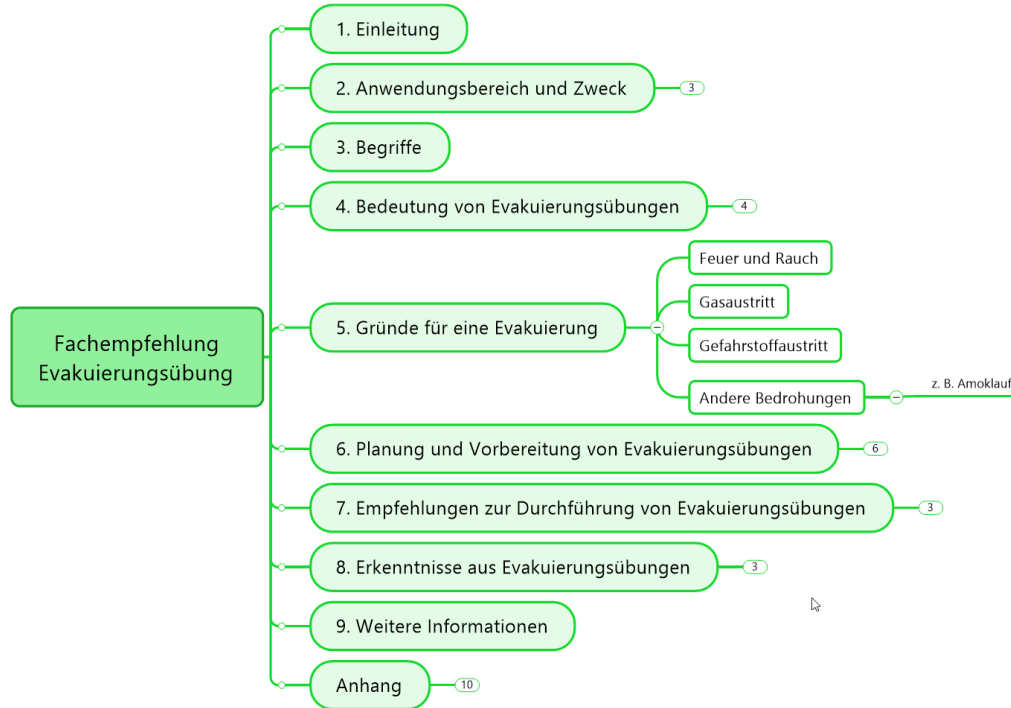 Fachempfehlung
Evakuierungsübung
1. Einleitung
2. Anwendungsbereich und Zweck
3
3. Begriffe
4. Bedeutung von Evakuierungsübungen
4
5. Gründe für eine Evakuierung
Feuer und Rauch
Gasaustritt
Gefahrstoffaustritt
Andere Bedrohungen
z. B. Amoklauf
6. Planung und Vorbereitung von Evakuierungsübungen
6
7. Empfehlungen zur Durchführung von Evakuierungsübungen
3
8. Erkenntnisse aus Evakuierungsübungen
3
9. Weitere Informationen
Anhang
10